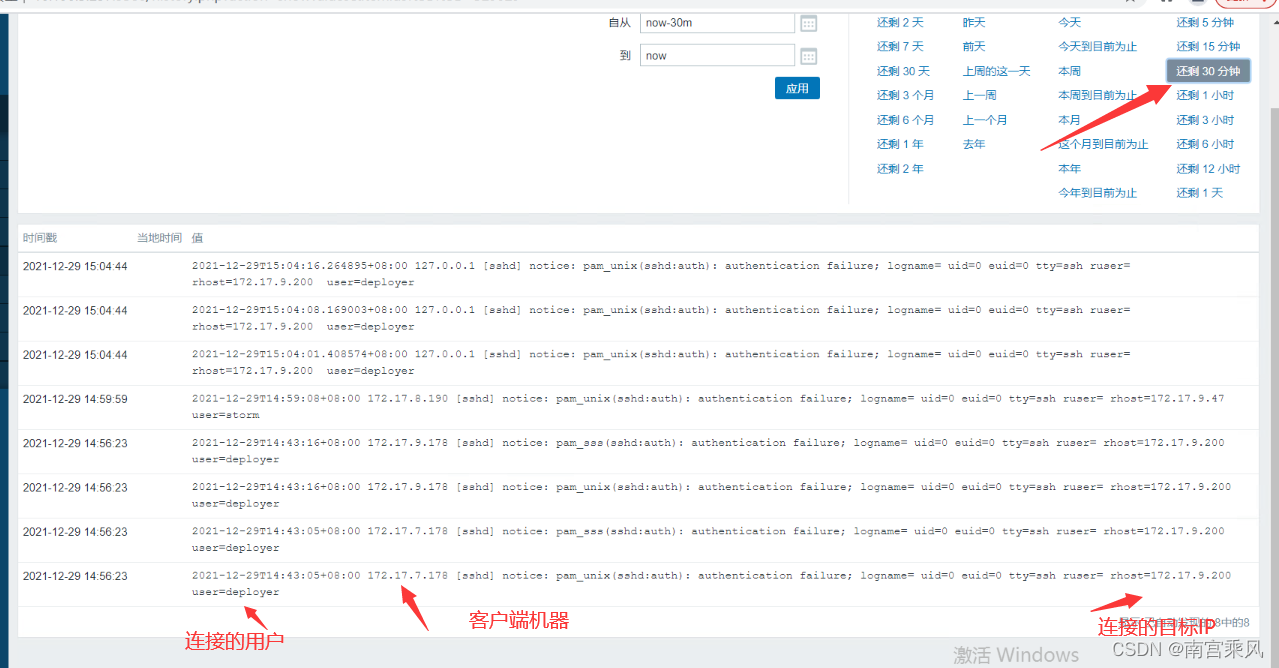 自从 now-30m
到 now
应用
还剩 2 天 昨天 今天 还剩 5 分钟
还剩 7 天 前天 今天到目前为止 还剩 15 分钟
还剩 30 天 上周的这一天 本周 还剩 30 分钟
还剩 3 个月 上一周 本周到目前为止 还剩 1 小时
还剩 6 个月 上一个月 本月 还剩 3 小时
还剩 1 年 去年 这个月到目前为止 还剩 6 小时
还剩 2 年 本年 还剩 12 小时
今年到目前为止 还剩 1 天
时间戳 当地时间 值
2021-12-29 15:04:44 2021-12-29T15:04:16.264895+08:00 127.0.0.1 [sshd] notice: pam_unix(sshd:auth): authentication failure; logname= uid=0 euid=0 tty=ssh ruser=
rhost=172.17.9.200 user=deployer
2021-12-29 15:04:44 2021-12-29T15:04:08.169003+08:00 127.0.0.1 [sshd] notice: pam_unix(sshd:auth): authentication failure; logname= uid=0 euid=0 tty=ssh ruser=
rhost=172.17.9.200 user=deployer
2021-12-29 15:04:44 2021-12-29T15:04:01.408574+08:00 127.0.0.1 [sshd] notice: pam_unix(sshd:auth): authentication failure; logname= uid=0 euid=0 tty=ssh ruser=
rhost=172.17.9.200 user=deployer
2021-12-29 14:59:59 2021-12-29T14:59:08+08:00 172.17.8.190 [sshd] notice: pam_unix(sshd:auth): authentication failure; logname= uid=0 euid=0 tty=ssh ruser= rhost=172.17.9.47
user=storm
2021-12-29 14:56:23 2021-12-29T14:43:16+08:00 172.17.9.178 [sshd] notice: pam_sss(sshd:auth): authentication failure; logname= uid=0 euid=0 tty=ssh ruser= rhost=172.17.9.200
user=deployer
2021-12-29 14:56:23 2021-12-29T14:43:16+08:00 172.17.9.178 [sshd] notice: pam_unix(sshd:auth): authentication failure; logname= uid=0 euid=0 tty=ssh ruser= rhost=172.17.9.200
user=deployer
2021-12-29 14:56:23 2021-12-29T14:43:05+08:00 172.17.7.178 [sshd] notice: pam_sss(sshd:auth): authentication failure; logname= uid=0 euid=0 tty=ssh ruser= rhost=172.17.9.200
user=deployer
2021-12-29 14:56:23 2021-12-29T14:43:05+08:00 172.17.7.178 [sshd] notice: pam_unix(sshd:auth): authentication failure; logname= uid=0 euid=0 tty=ssh ruser= rhost=172.17.9.200
user=deployer
连接的用户 客户端机器 连接的目标IP
8中的8
激活 Windows
CSDN @南宫乘风